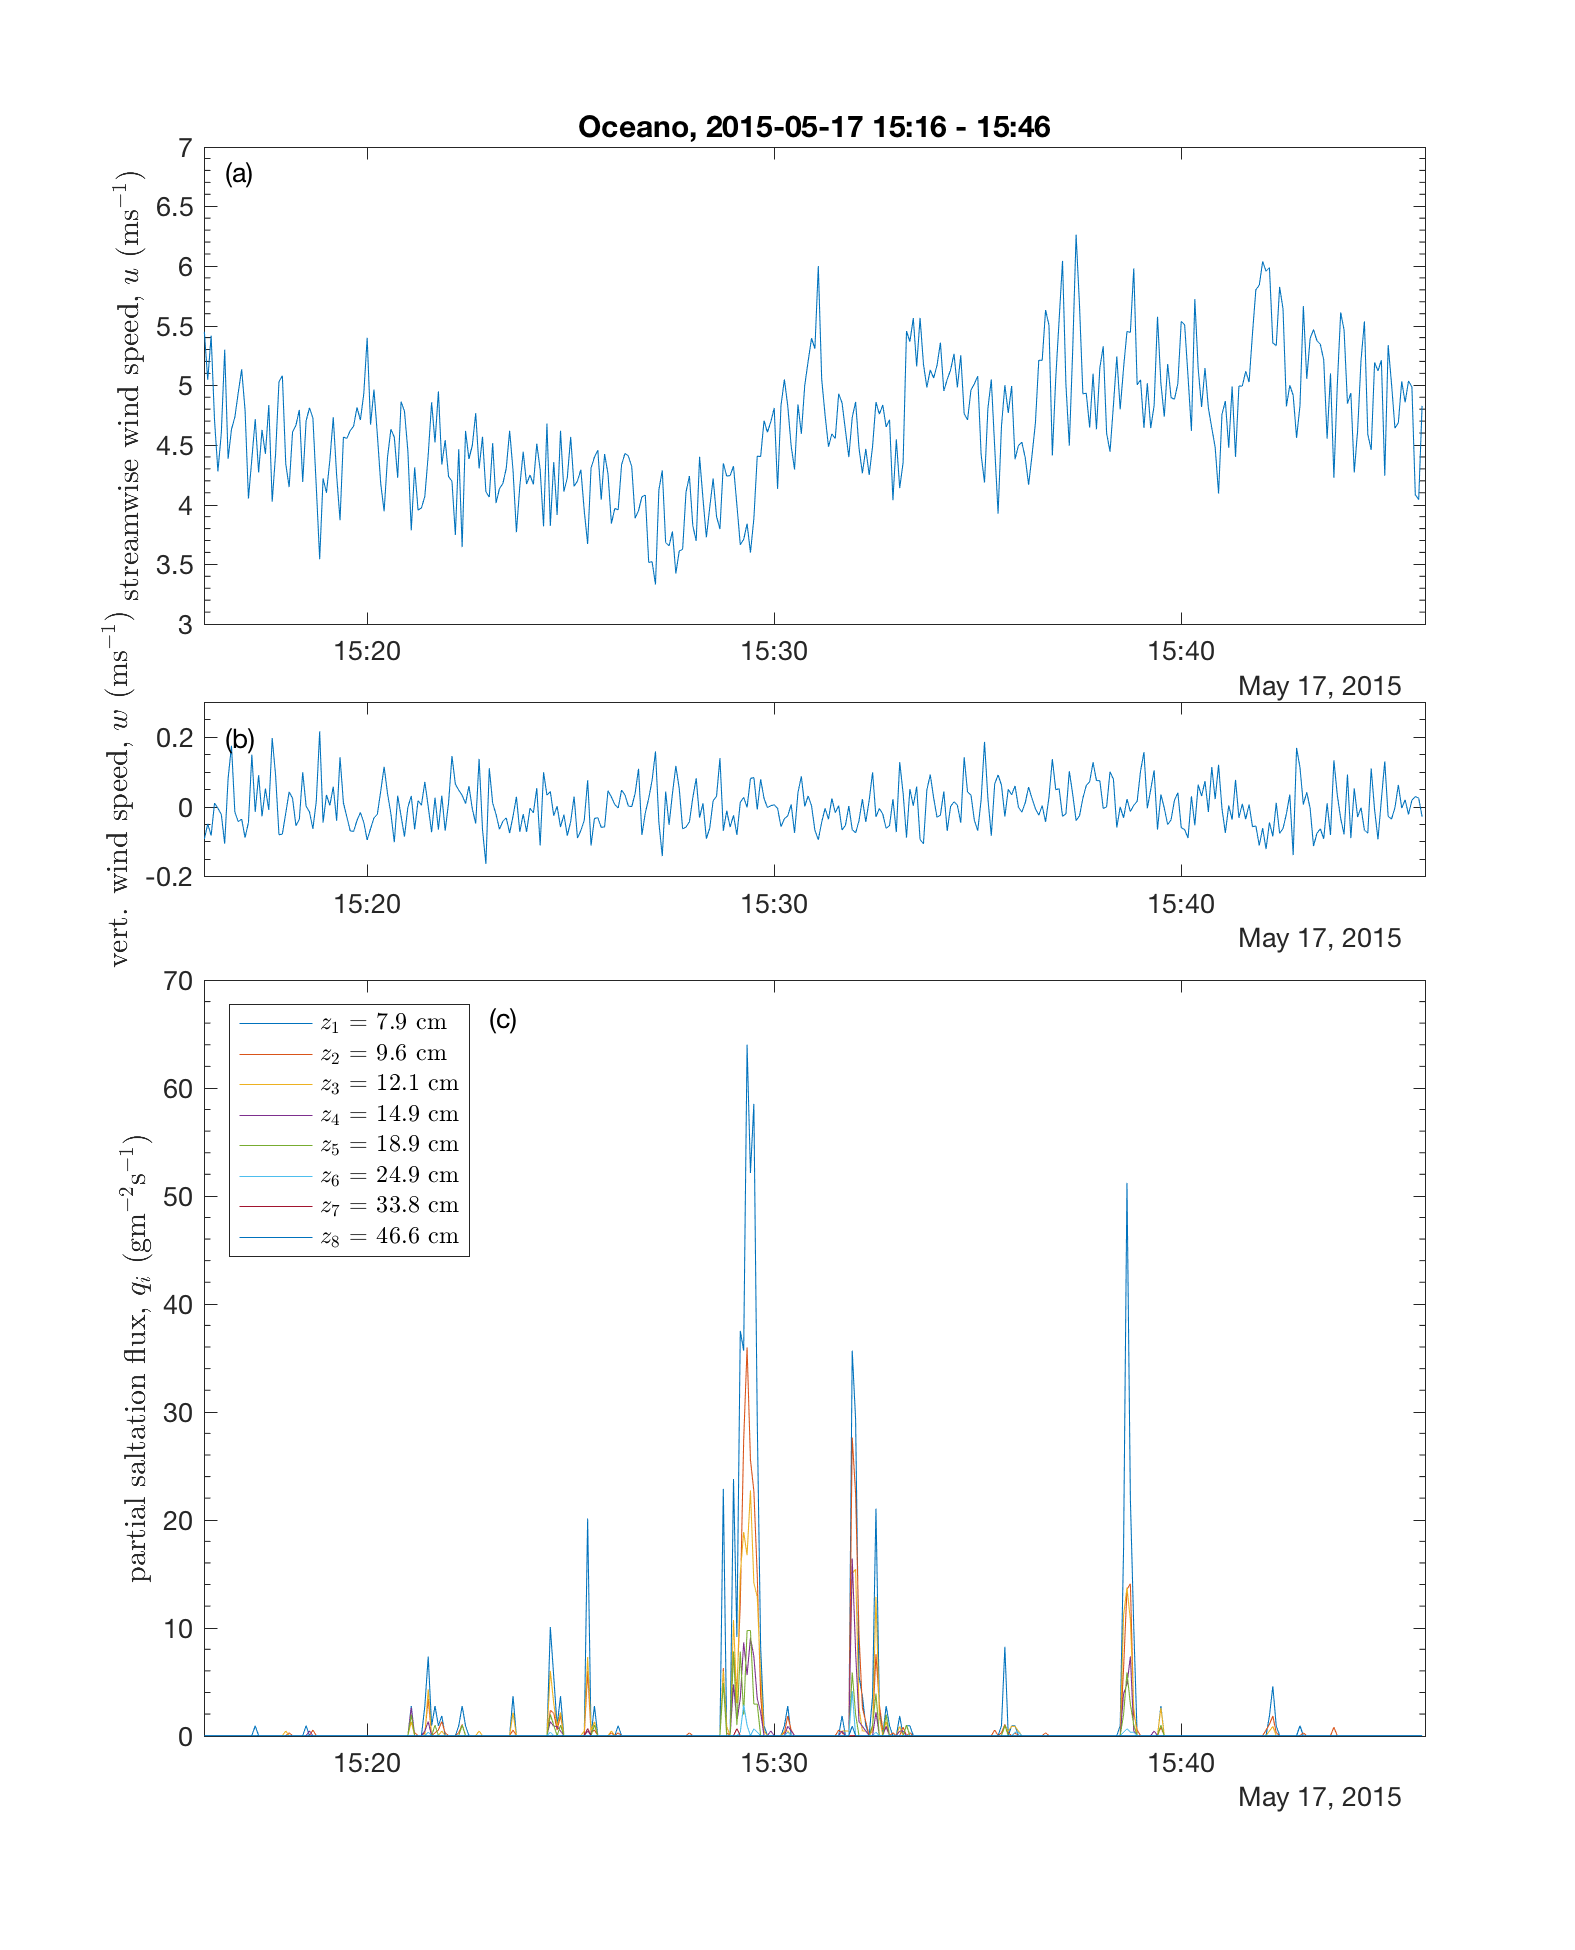 Oceano, 2015-05-17 15:16 - 15:46
(a)
streamwise wind speed, u (ms⁻¹)
7
6.5
6
5.5
5
4.5
4
3.5
3
15:20 15:30 15:40
May 17, 2015
(b)
vert. wind speed, w (ms⁻¹)
0.2
0
-0.2
15:20 15:30 15:40
May 17, 2015
(c)
partial saltation flux, qᵢ (gm⁻²s⁻¹)
70
60
50
40
30
20
10
0
z₁ = 7.9 cm
z₂ = 9.6 cm
z₃ = 12.1 cm
z₄ = 14.9 cm
z₅ = 18.9 cm
z₆ = 24.9 cm
z₇ = 33.8 cm
z₈ = 46.6 cm
15:20 15:30 15:40
May 17, 2015